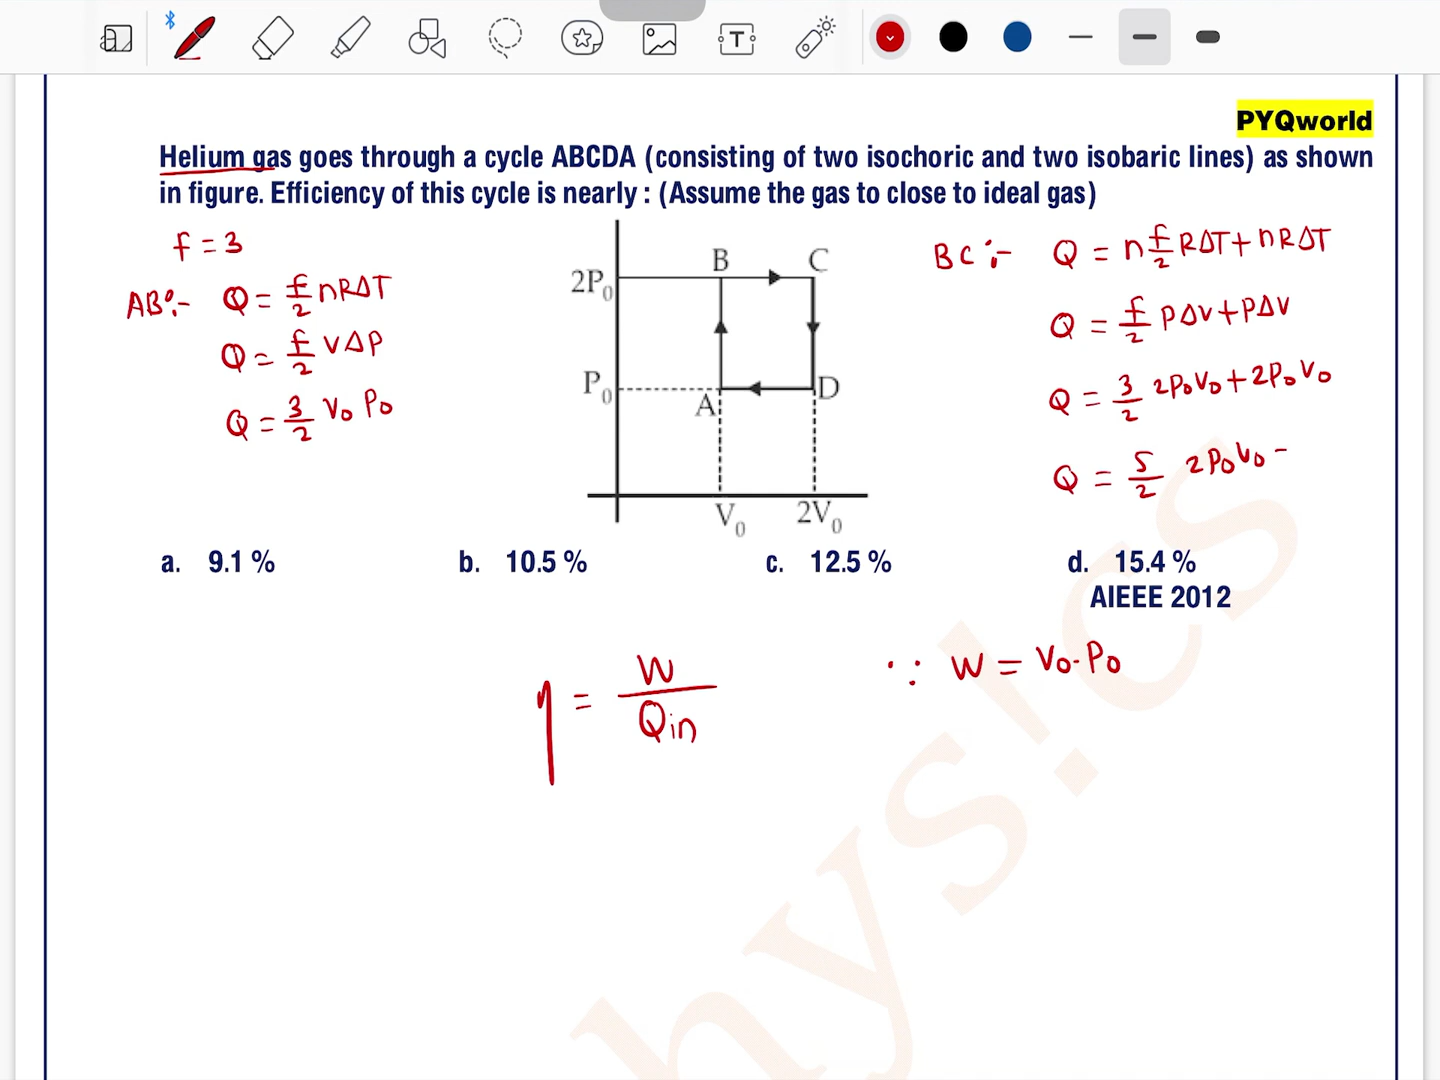 PYQworld
Helium gas goes through a cycle ABCDA (consisting of two isochoric and two isobaric lines) as shown
in figure. Efficiency of this cycle is nearly : (Assume the gas to close to ideal gas)
f = 3
AB:- Q = f/2 nRΔT
Q = f/2 VΔP
Q = 3/2 V₀ P₀
2P₀
B
C
P₀
A
D
V₀
2V₀
BC:- Q = n f/2 RΔT + nRΔT
Q = f/2 PΔV + PΔV
Q = 3/2 2P₀V₀ + 2P₀V₀
Q = 5/2 2P₀V₀ -
a. 9.1 %
b. 10.5 %
c. 12.5 %
d. 15.4 %
AIEEE 2012
η = W/Qin
∵ W = V₀·P₀
hys!cs
T